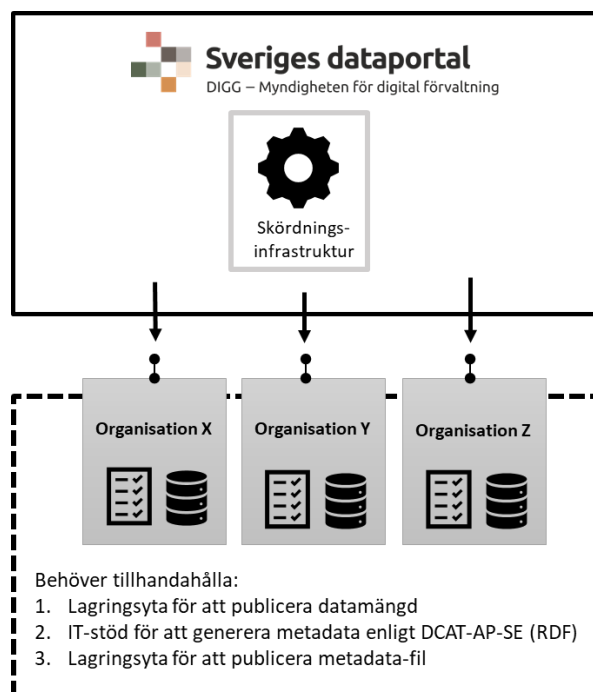 Sveriges dataportal
DIGG – Myndigheten för digital förvaltning
Skördnings-
infrastruktur
Organisation X
Organisation Y
Organisation Z
Behöver tillhandahålla:
1. Lagringsyta för att publicera datamängd
2. IT-stöd för att generera metadata enligt DCAT-AP-SE (RDF)
3. Lagringsyta för att publicera metadata-fil